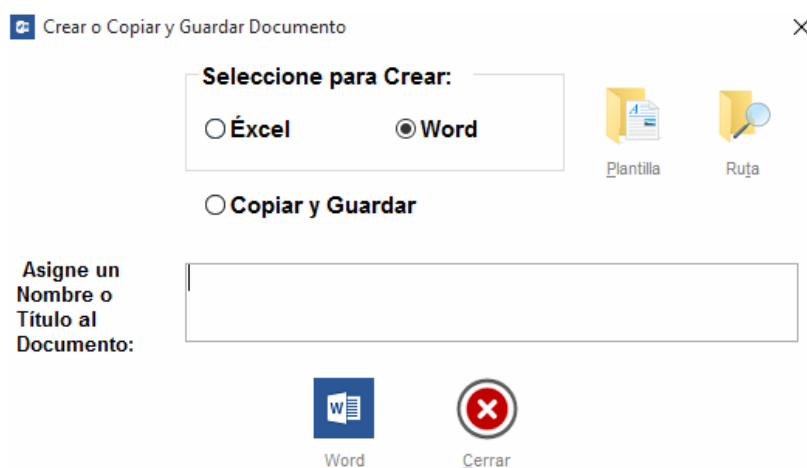 Crear o Copiar y Guardar Documento
Seleccione para Crear:
Éxcel Word
Plantilla Ruta
Copiar y Guardar
Asigne un
Nombre o
Título al
Documento:
Word Cerrar